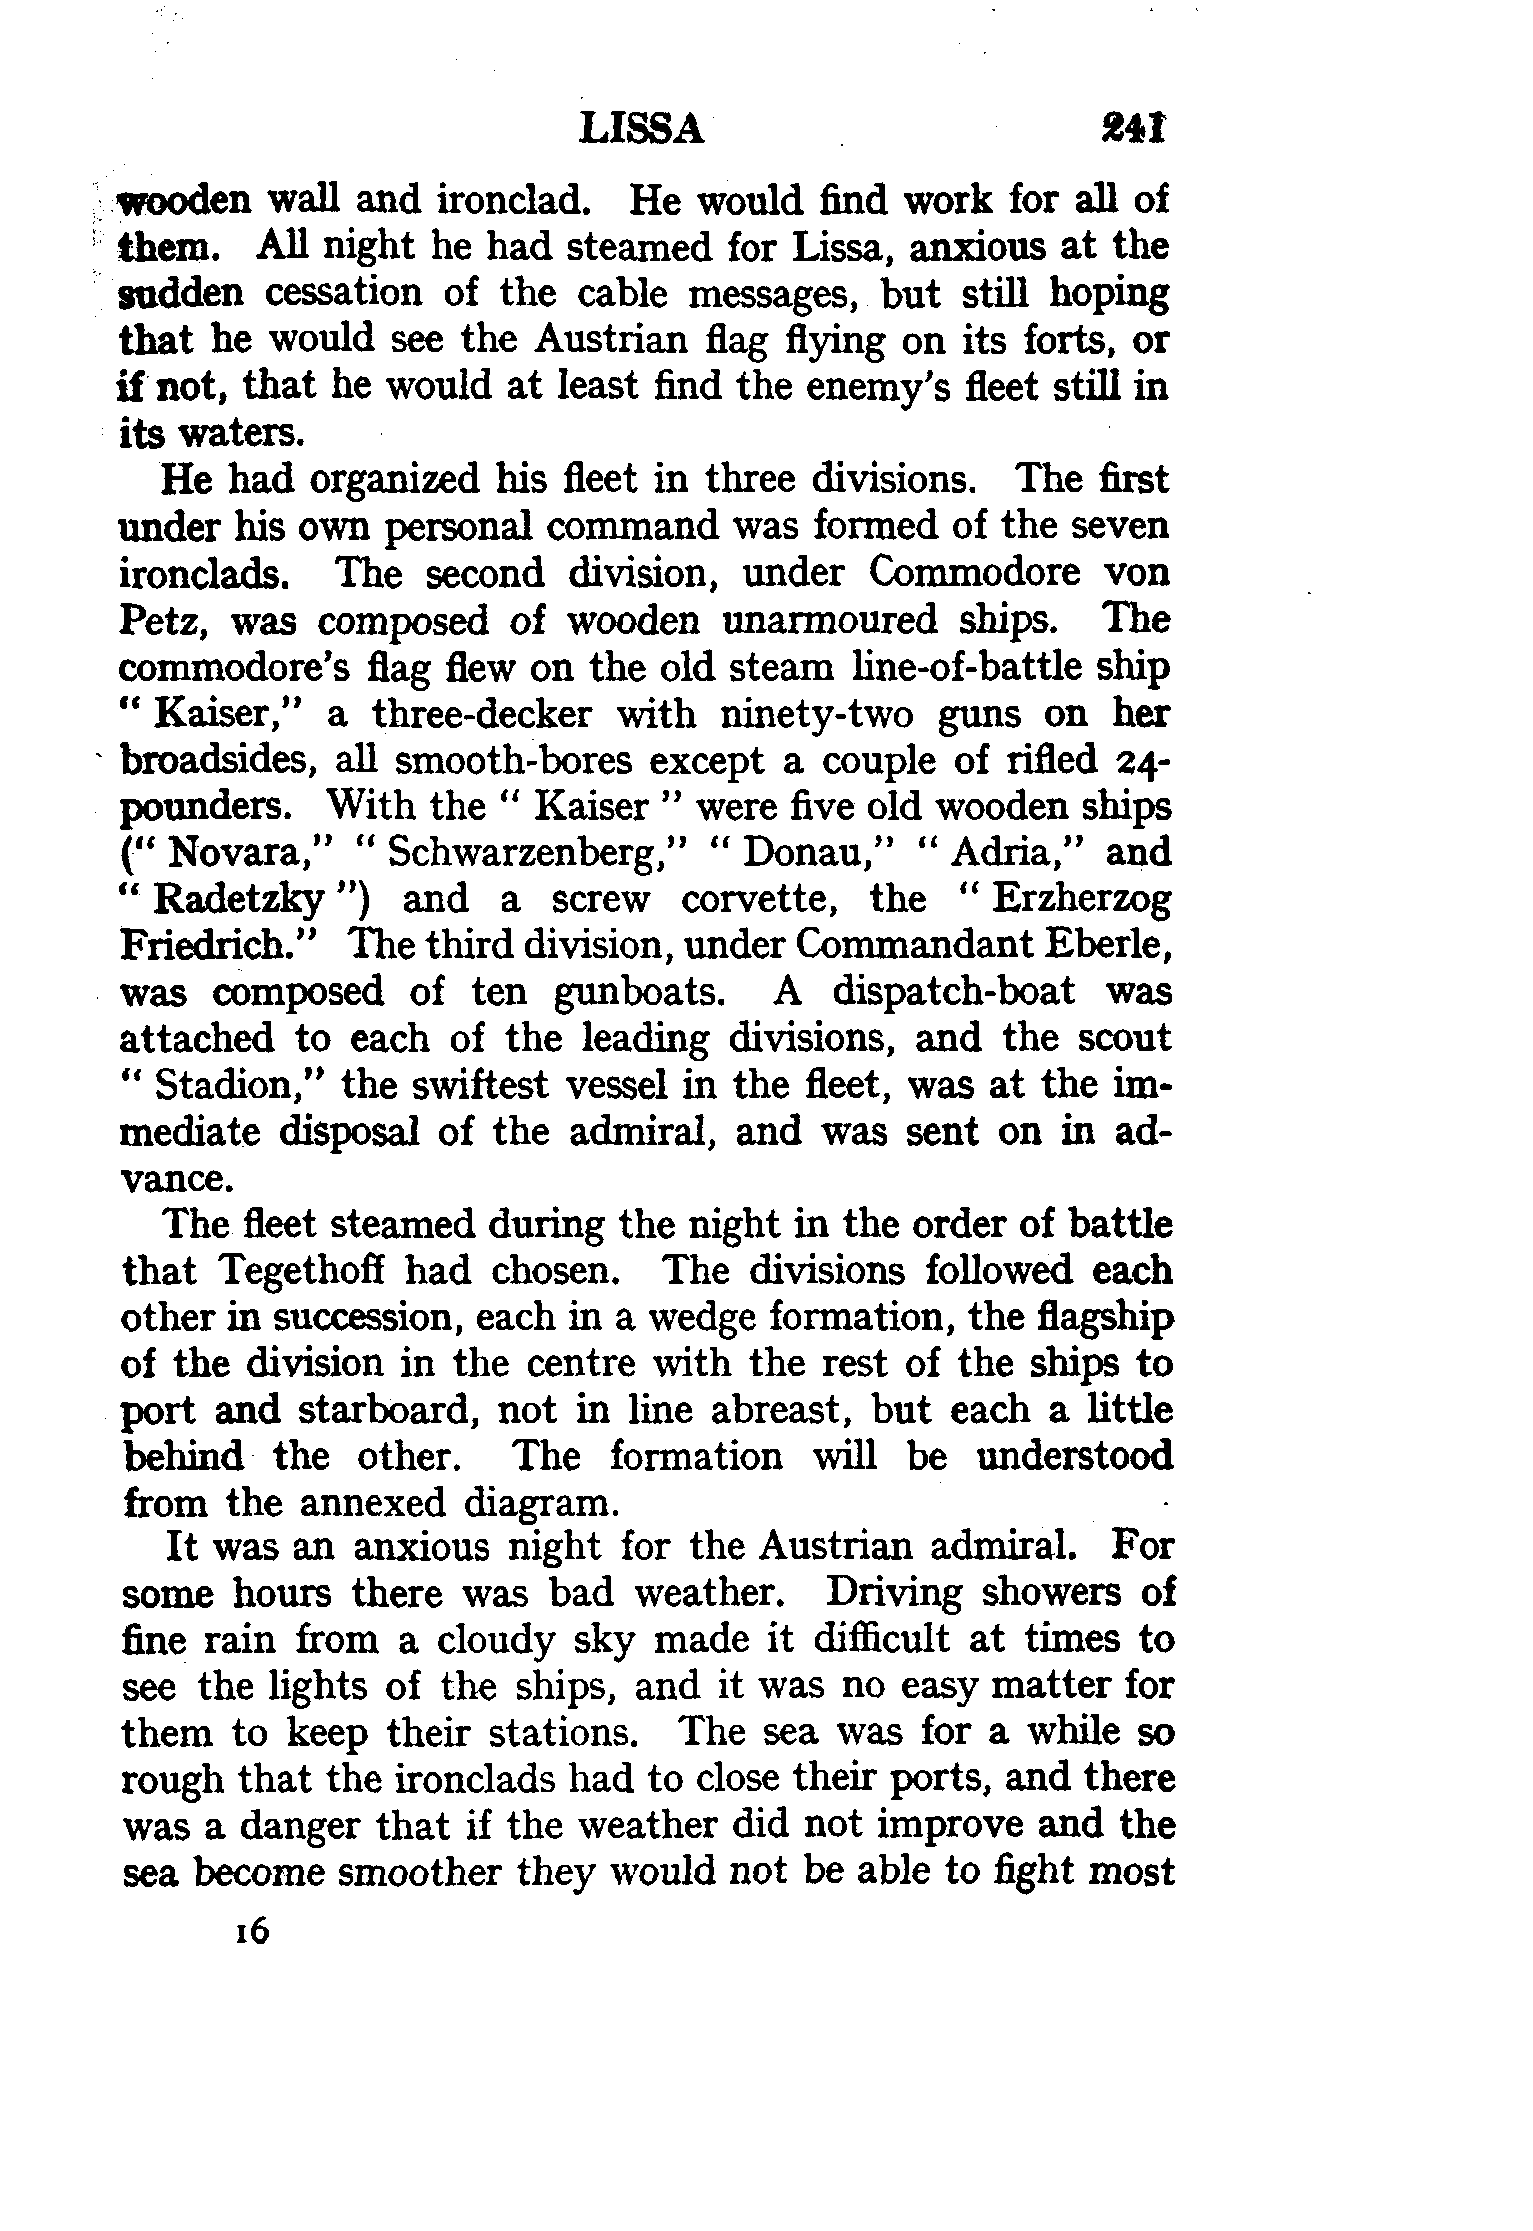 LISSA 241
wooden wall and ironclad. He would find work for all of
them. All night he had steamed for Lissa, anxious at the
sudden cessation of the cable messages, but still hoping
that he would see the Austrian flag flying on its forts, or
if not, that he would at least find the enemy's fleet still in
its waters.
He had organized his fleet in three divisions. The first
under his own personal command was formed of the seven
ironclads. The second division, under Commodore von
Petz, was composed of wooden unarmoured ships. The
commodore's flag flew on the old steam line-of-battle ship
" Kaiser," a three-decker with ninety-two guns on her
broadsides, all smooth-bores except a couple of rifled 24-
pounders. With the " Kaiser " were five old wooden ships
(" Novara," " Schwarzenberg," " Donau," " Adria," and
" Radetzky ") and a screw corvette, the " Erzherzog
Friedrich." The third division, under Commandant Eberle,
was composed of ten gunboats. A dispatch-boat was
attached to each of the leading divisions, and the scout
" Stadion," the swiftest vessel in the fleet, was at the im-
mediate disposal of the admiral, and was sent on in ad-
vance.
The fleet steamed during the night in the order of battle
that Tegethoff had chosen. The divisions followed each
other in succession, each in a wedge formation, the flagship
of the division in the centre with the rest of the ships to
port and starboard, not in line abreast, but each a little
behind the other. The formation will be understood
from the annexed diagram.
It was an anxious night for the Austrian admiral. For
some hours there was bad weather. Driving showers of
fine rain from a cloudy sky made it difficult at times to
see the lights of the ships, and it was no easy matter for
them to keep their stations. The sea was for a while so
rough that the ironclads had to close their ports, and there
was a danger that if the weather did not improve and the
sea become smoother they would not be able to fight most
16